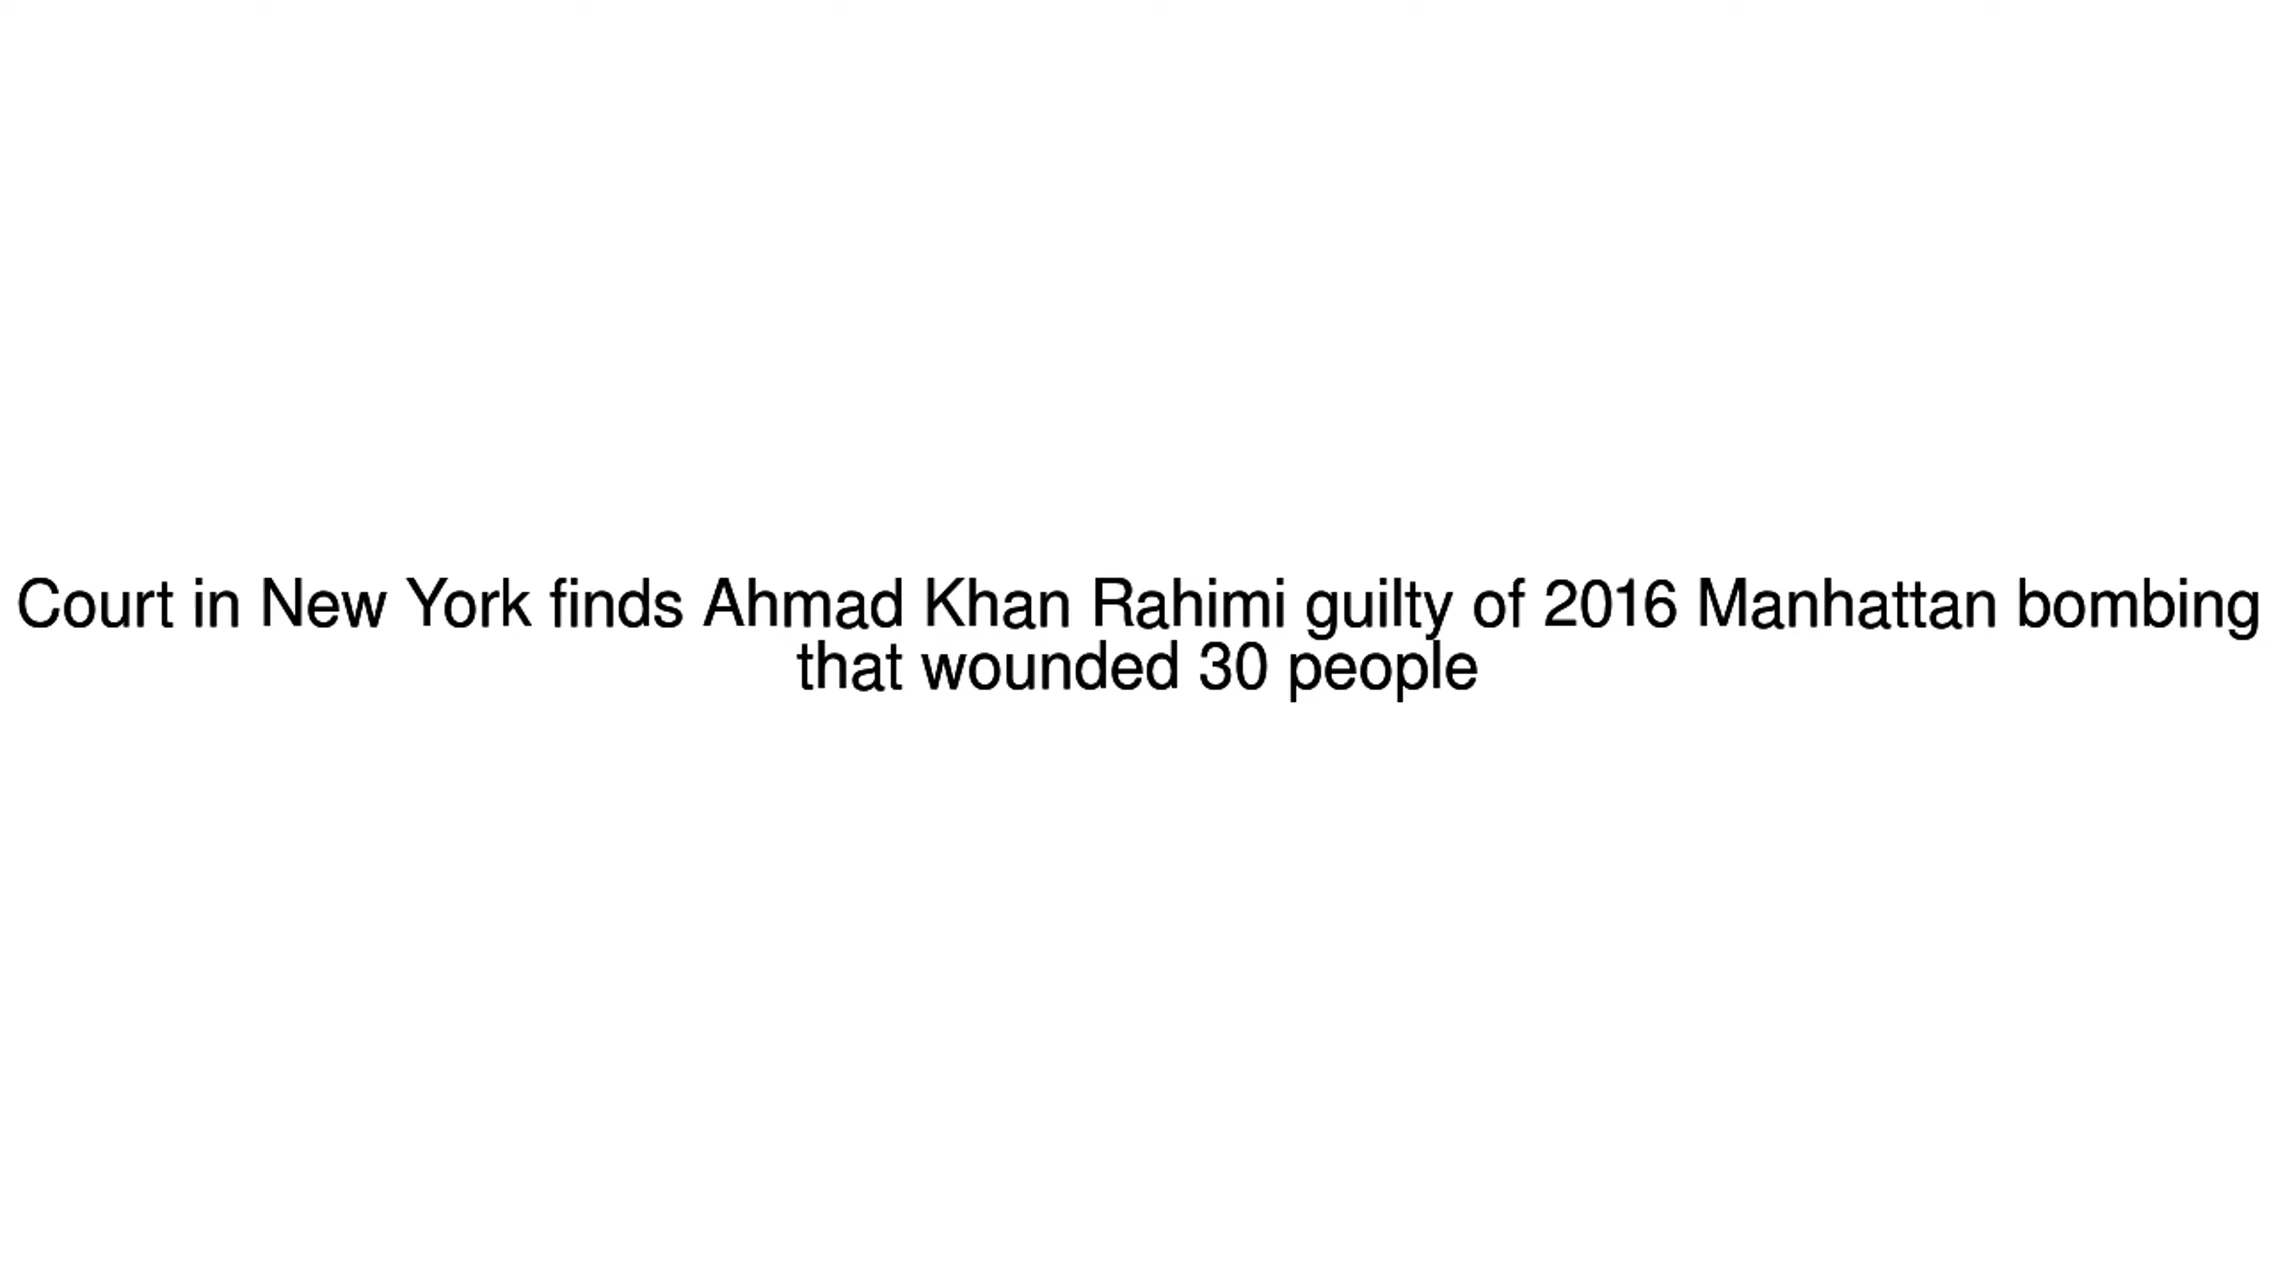 Court in New York finds Ahmad Khan Rahimi guilty of 2016 Manhattan bombing
that wounded 30 people